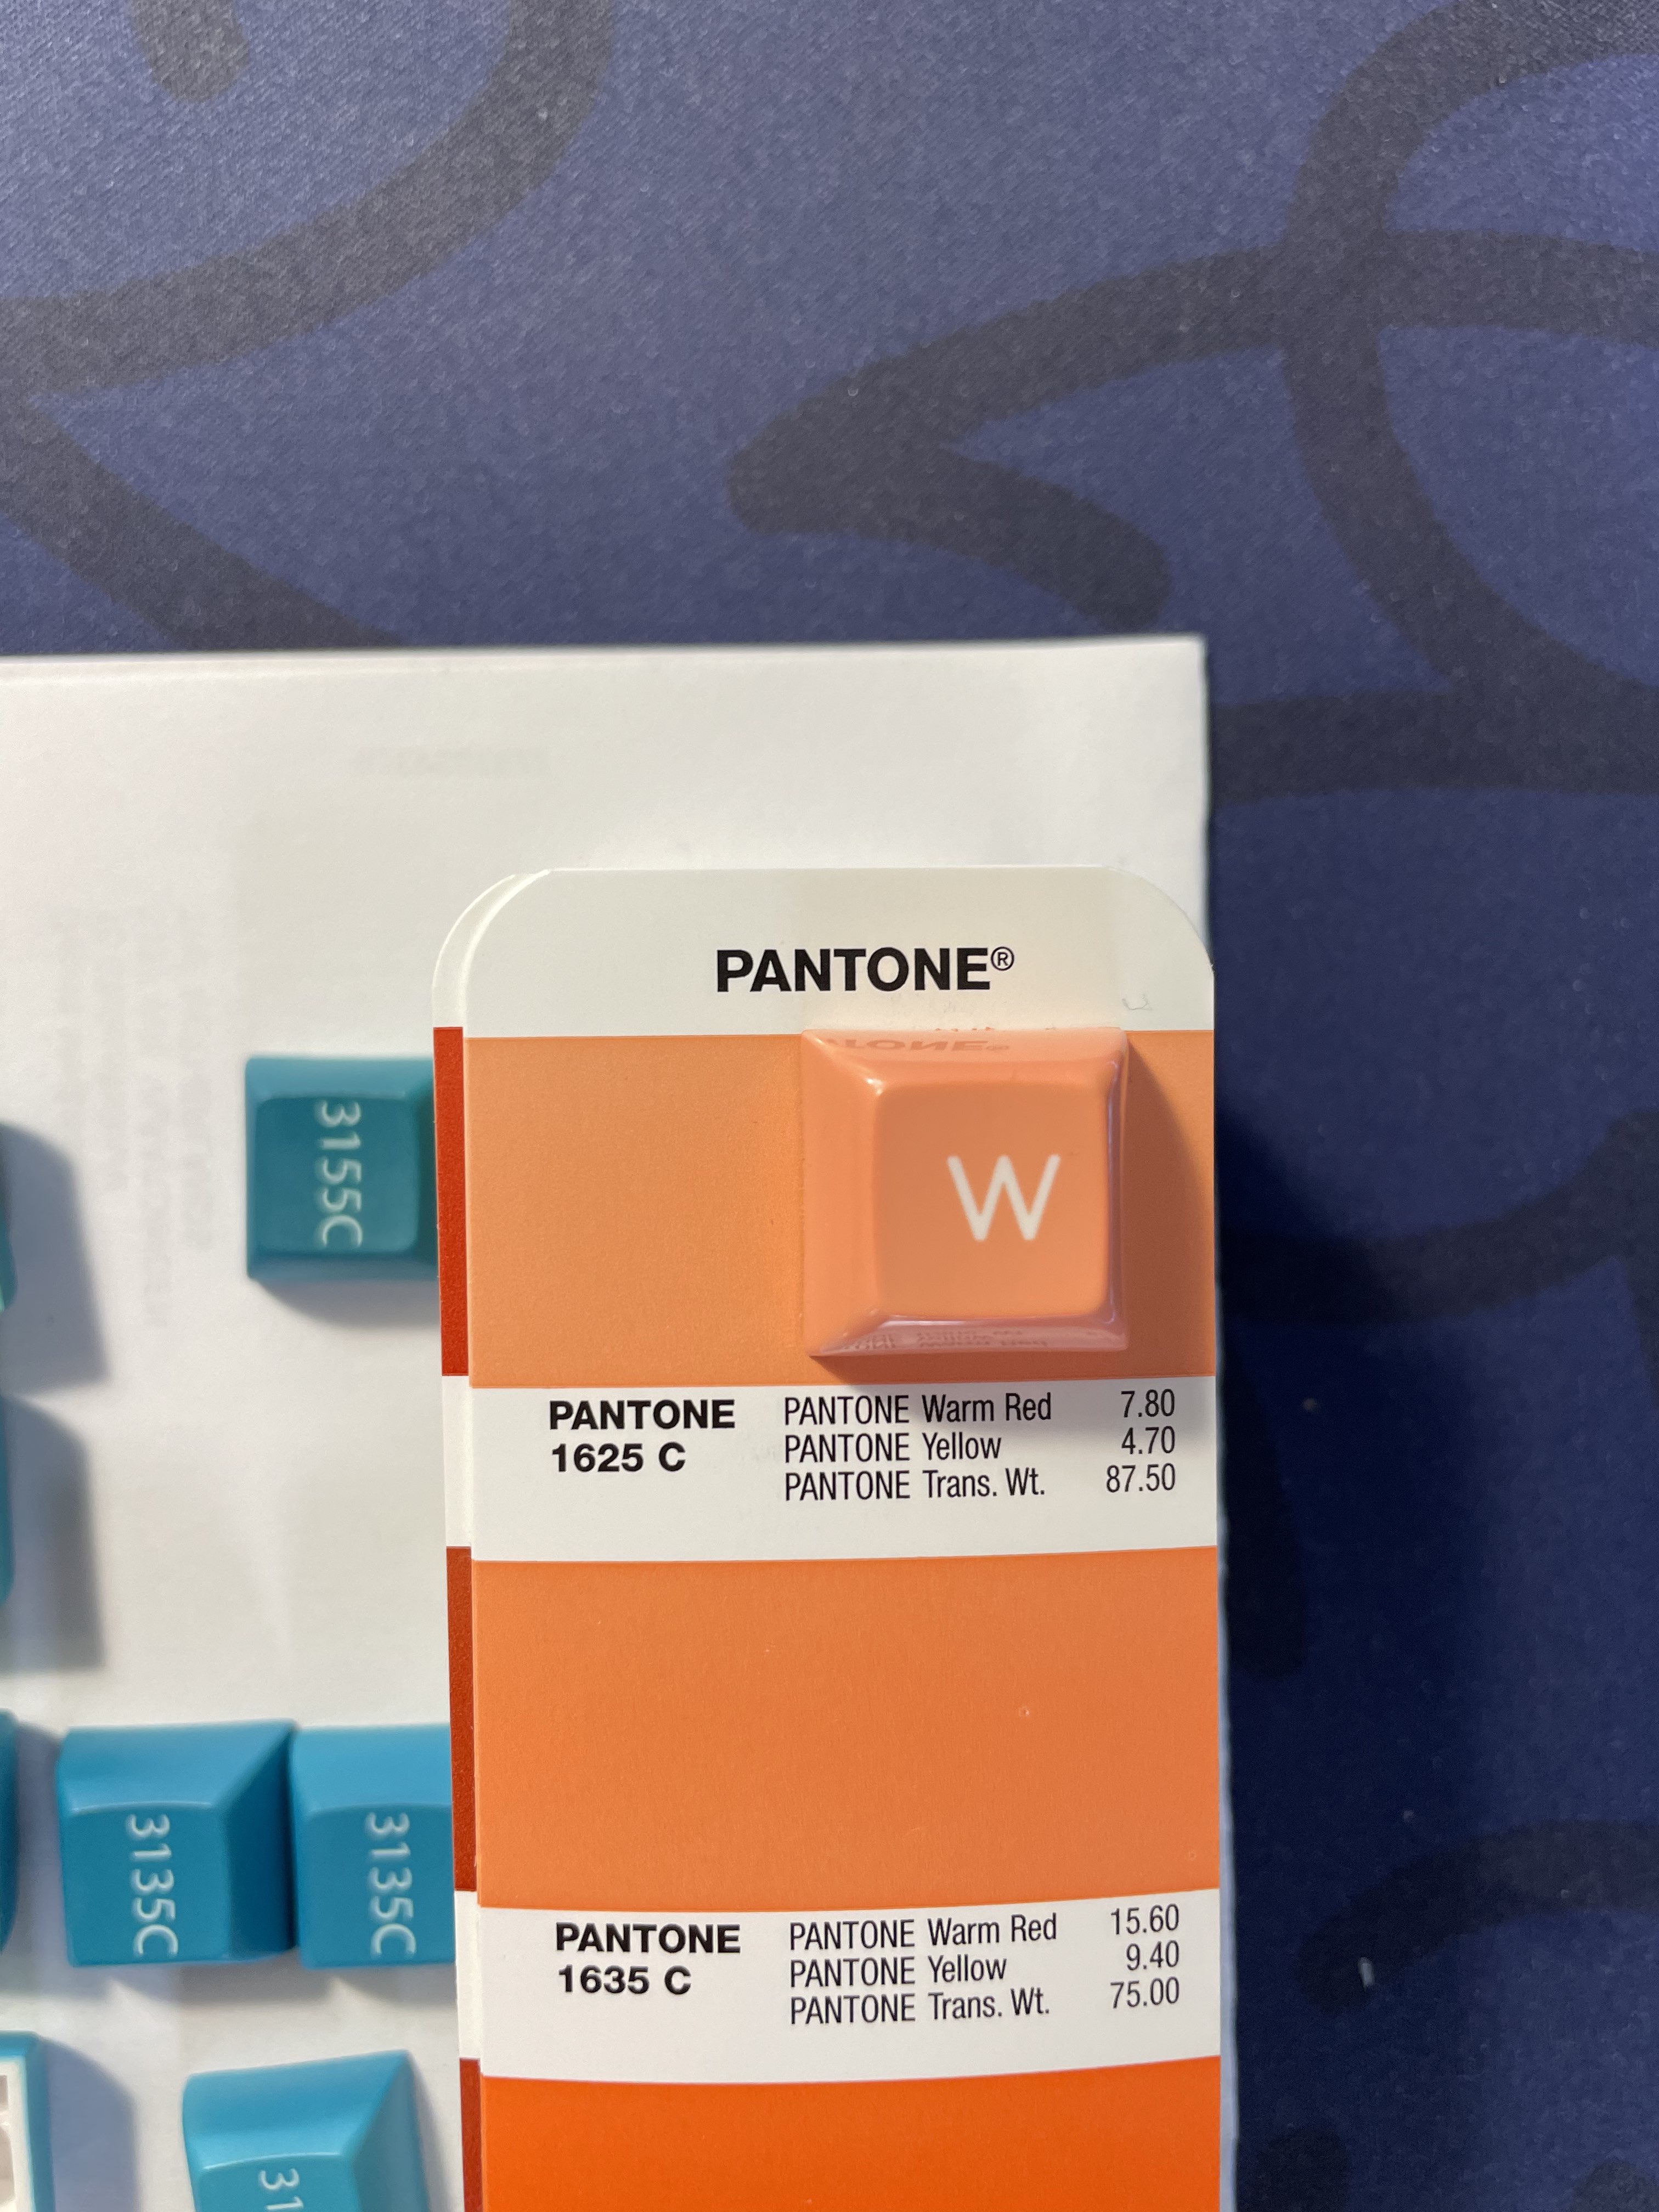 PANTONE®
W
3155C
PANTONE
1625 C
PANTONE Warm Red 7.80
PANTONE Yellow 4.70
PANTONE Trans. Wt. 87.50
3135C
3135C
PANTONE
1635 C
PANTONE Warm Red 15.60
PANTONE Yellow 9.40
PANTONE Trans. Wt. 75.00
31